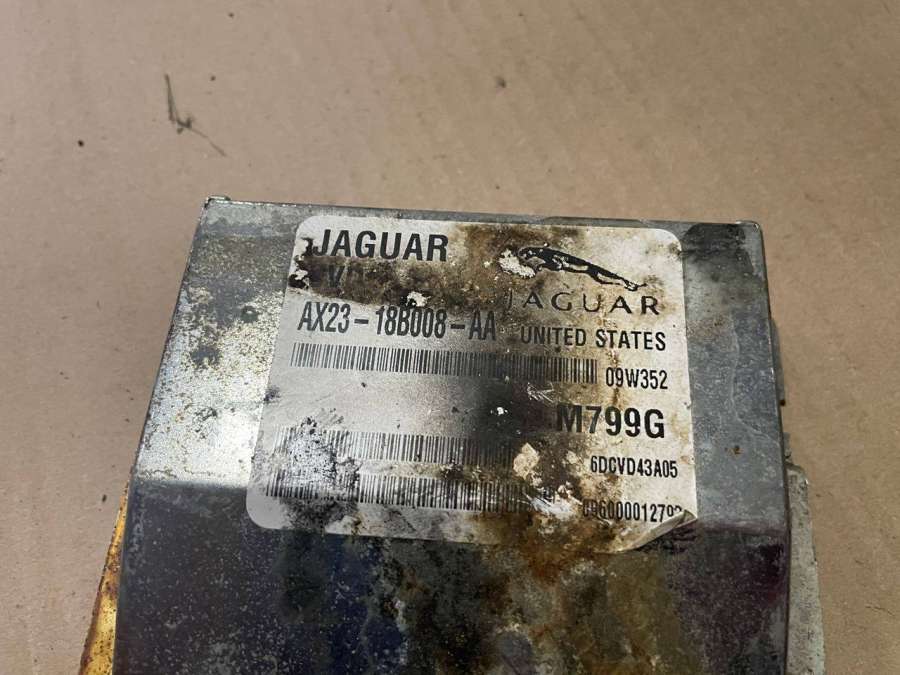 JAGUAR
JAGUAR
AX23-18B008-AA
UNITED STATES
09W352
M799G
6DCVD43A05